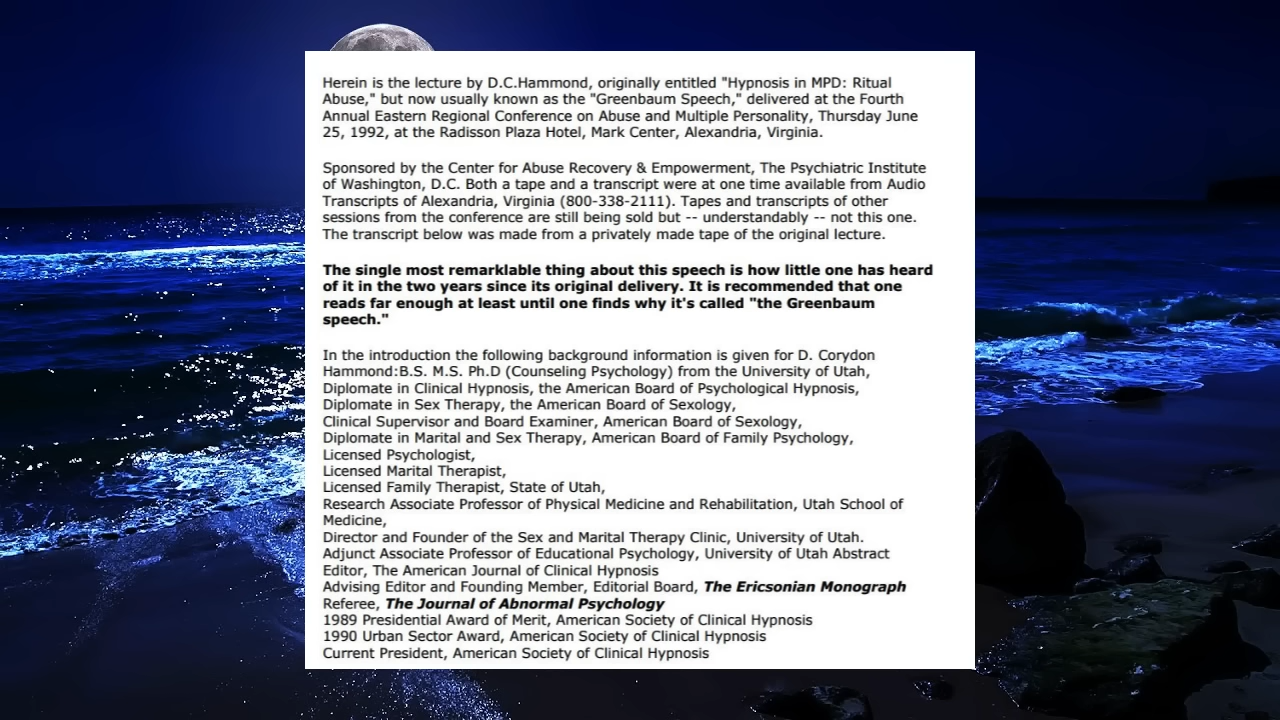 Herein is the lecture by D.C.Hammond, originally entitled "Hypnosis in MPD: Ritual
Abuse," but now usually known as the "Greenbaum Speech," delivered at the Fourth
Annual Eastern Regional Conference on Abuse and Multiple Personality, Thursday June
25, 1992, at the Radisson Plaza Hotel, Mark Center, Alexandria, Virginia.
Sponsored by the Center for Abuse Recovery & Empowerment, The Psychiatric Institute
of Washington, D.C. Both a tape and a transcript were at one time available from Audio
Transcripts of Alexandria, Virginia (800-338-2111). Tapes and transcripts of other
sessions from the conference are still being sold but -- understandably -- not this one.
The transcript below was made from a privately made tape of the original lecture.
The single most remarklable thing about this speech is how little one has heard
of it in the two years since its original delivery. It is recommended that one
reads far enough at least until one finds why it's called "the Greenbaum
speech."
In the introduction the following background information is given for D. Corydon
Hammond:B.S. M.S. Ph.D (Counseling Psychology) from the University of Utah,
Diplomate in Clinical Hypnosis, the American Board of Psychological Hypnosis,
Diplomate in Sex Therapy, the American Board of Sexology,
Clinical Supervisor and Board Examiner, American Board of Sexology,
Diplomate in Marital and Sex Therapy, American Board of Family Psychology,
Licensed Psychologist,
Licensed Marital Therapist,
Licensed Family Therapist, State of Utah,
Research Associate Professor of Physical Medicine and Rehabilitation, Utah School of
Medicine,
Director and Founder of the Sex and Marital Therapy Clinic, University of Utah.
Adjunct Associate Professor of Educational Psychology, University of Utah Abstract
Editor, The American Journal of Clinical Hypnosis
Advising Editor and Founding Member, Editorial Board, The Ericsonian Monograph
Referee, The Journal of Abnormal Psychology
1989 Presidential Award of Merit, American Society of Clinical Hypnosis
1990 Urban Sector Award, American Society of Clinical Hypnosis
Current President, American Society of Clinical Hypnosis